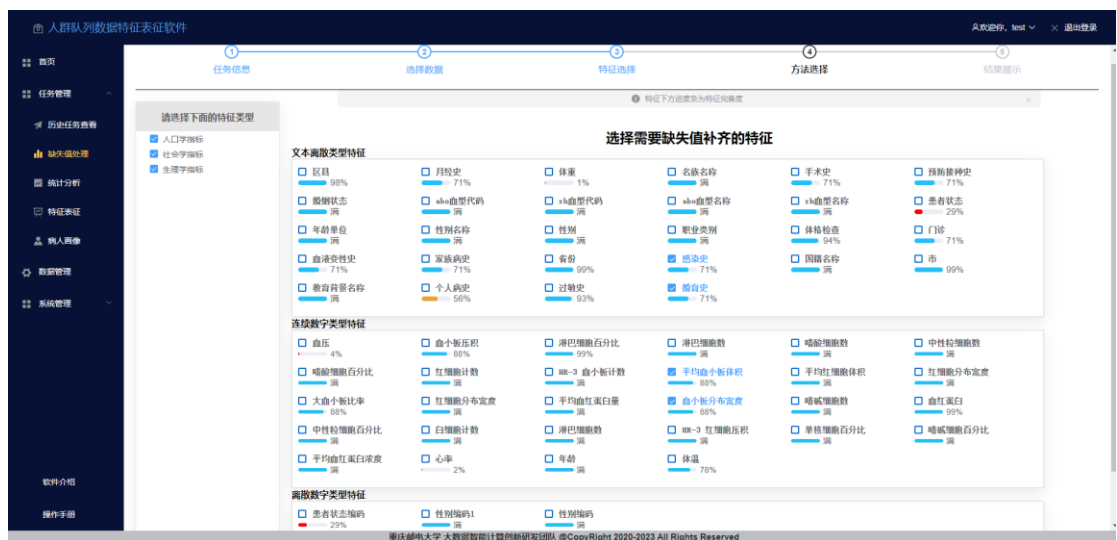 人群队列数据特征表征软件
欢迎你, test
退出登录
首页
任务管理
历史任务查看
缺失值处理
统计分析
特征表征
病人画像
数据管理
系统管理
软件介绍
操作手册
1 2 3 4 5
任务信息 选择数据 特征选择 方法选择 结果展示
特征下方进度条为特征完善度
请选择下面的特征类型
人口学指标
社会学指标
生理学指标
选择需要缺失值补齐的特征
文本离散类型特征
区县 月经史 体重 名族名称 手术史 预防接种史
98% 71% 1% 满 71% 71%
婚姻状态 abo血型代码 rh血型代码 abo血型名称 rh血型名称 患者状态
满 满 满 满 满 29%
年龄单位 性别名称 性别 职业类别 体格检查 门诊
满 满 满 满 94% 71%
血液变性史 家族病史 省份 感染史 国籍名称 市
71% 71% 99% 71% 满 99%
教育背景名称 个人病史 过敏史 婚育史
满 56% 93% 71%
连续数字类型特征
血压 血小板压积 淋巴细胞百分比 淋巴细胞数 嗜酸细胞数 中性粒细胞数
4% 88% 99% 满 满 满
嗜酸细胞百分比 红细胞计数 HR-3 血小板计数 平均血小板体积 平均红细胞体积 红细胞分布宽度
满 满 满 88% 满 满
大血小板比率 红细胞分布宽度 平均血红蛋白量 血小板分布宽度 嗜碱细胞数 血红蛋白
88% 满 满 88% 满 99%
中性粒细胞百分比 白细胞计数 淋巴细胞数 HR-3 红细胞压积 单核细胞百分比 嗜碱细胞百分比
满 满 满 满 满 满
平均血红蛋白浓度 心率 年龄 体温
满 2% 满 78%
离散数字类型特征
患者状态编码 性别编码1 性别编码
29% 满 满
重庆邮电大学 大数据智能计算创新研发团队 @CopyRight 2020-2023 All Rights Reserved